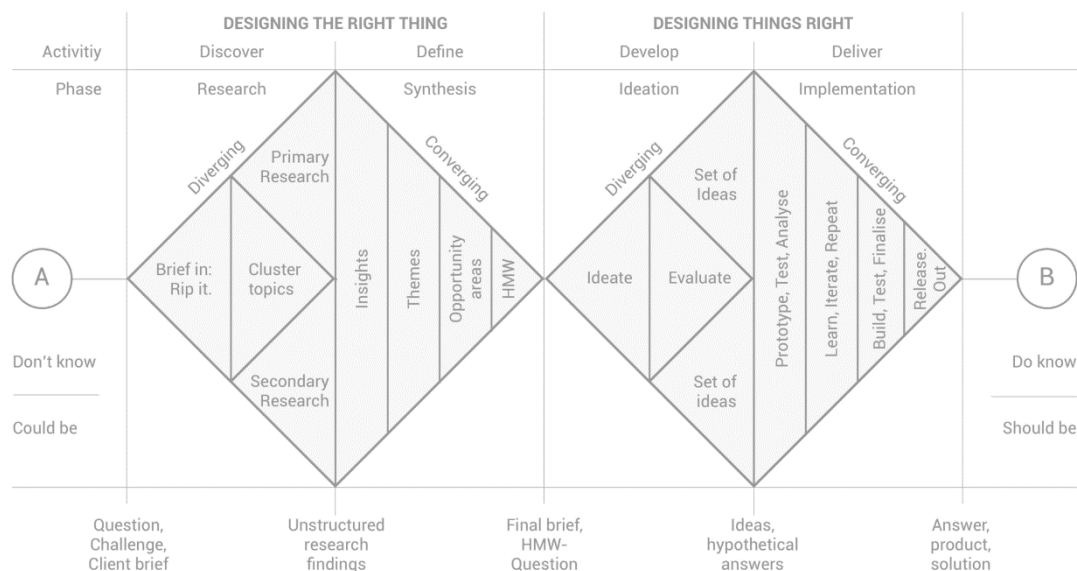 DESIGNING THE RIGHT THING
DESIGNING THINGS RIGHT
Activitiy
Discover
Define
Develop
Deliver
Phase
Research
Synthesis
Ideation
Implementation
Diverging
Primary
Research
Converging
Diverging
Set of
Ideas
Converging
A
Brief in:
Rip it.
Cluster
topics
Insights
Themes
Opportunity
areas
HMW
Ideate
Evaluate
Prototype, Test, Analyse
Learn, Iterate, Repeat
Build, Test, Finalise
Release.
Out
B
Don't know
Could be
Secondary
Research
Set of
ideas
Do know
Should be
Question,
Challenge,
Client brief
Unstructured
research
findings
Final brief,
HMW-
Question
Ideas,
hypothetical
answers
Answer,
product,
solution